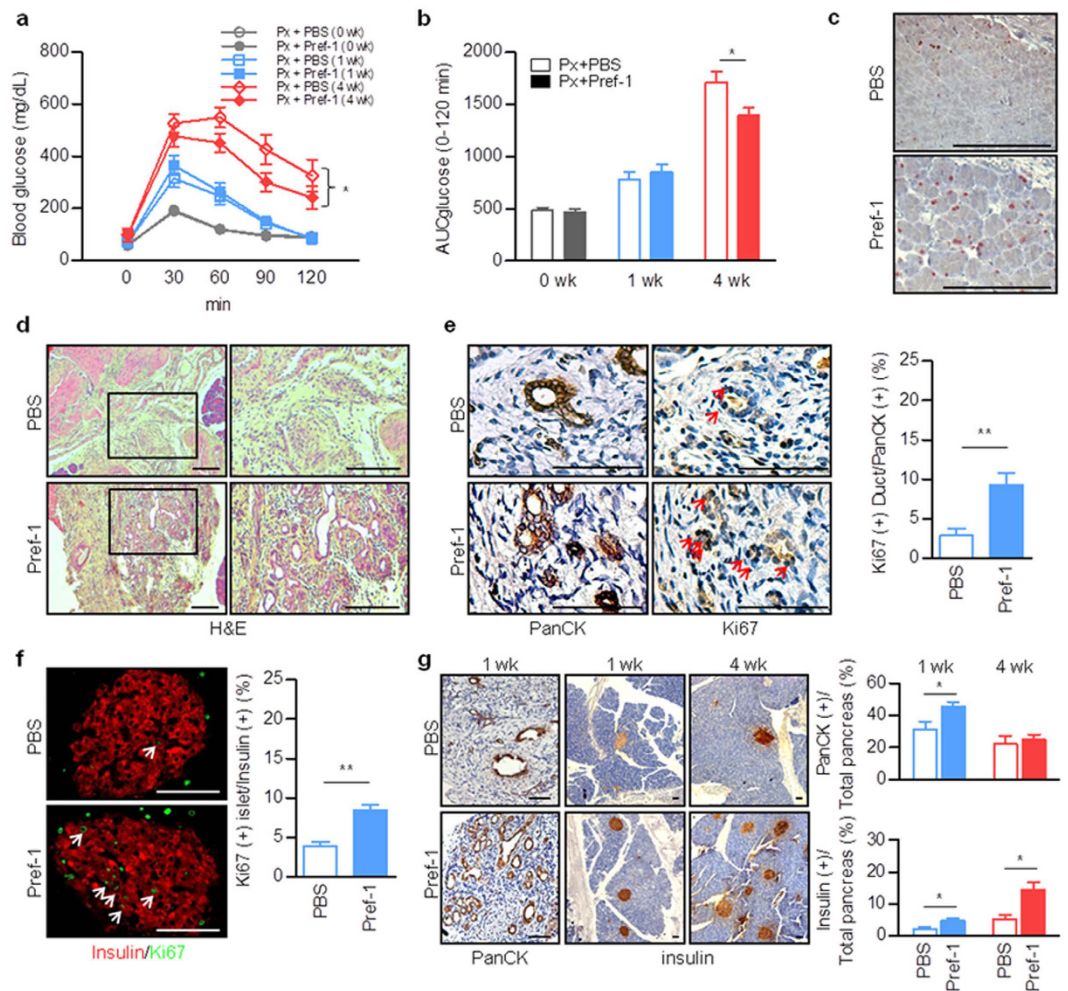 a
Px + PBS (0 wk)
Px + Pref-1 (0 wk)
Px + PBS (1 wk)
Px + Pref-1 (1 wk)
Px + PBS (4 wk)
Px + Pref-1 (4 wk)
Blood glucose (mg/dL)
800
600
400
200
0
*
0 30 60 90 120
min
b
AUCglucose (0-120 min)
2000
1500
1000
500
0
Px+PBS
Px+Pref-1
*
0 wk 1 wk 4 wk
c
PBS
Pref-1
d
PBS
Pref-1
H&E
e
PBS
Pref-1
PanCK Ki67
Ki67 (+) Duct/PanCK (+) (%)
25
20
15
10
5
0
**
PBS
Pref-1
f
PBS
Pref-1
Insulin/Ki67
Ki67 (+) islet/Insulin (+) (%)
25
20
15
10
5
0
**
PBS
Pref-1
g
1 wk 1 wk 4 wk
PBS
Pref-1
PanCK insulin
1 wk 4 wk
PanCK (+)/
Total pancreas (%)
60
40
20
0
*
Insulin (+)/
Total pancreas (%)
30
20
10
0
*
*
PBS
Pref-1
PBS
Pref-1